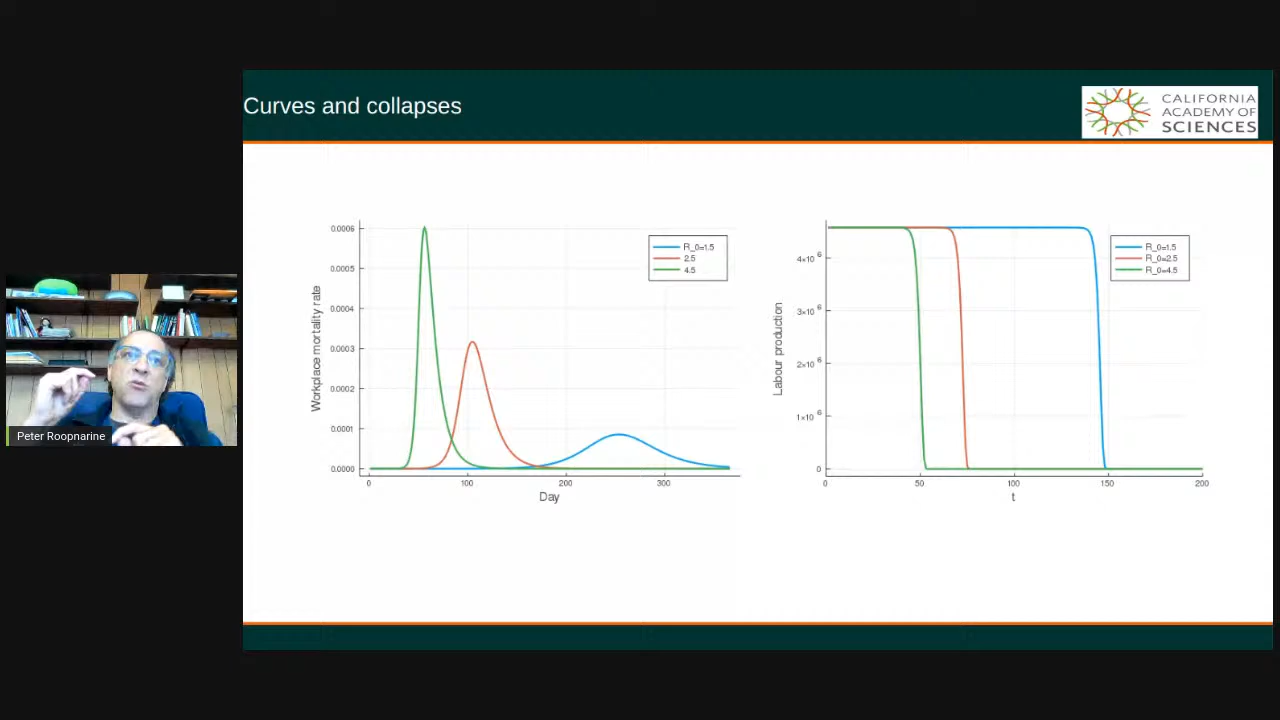 Curves and collapses
CALIFORNIA
ACADEMY OF
SCIENCES
Peter Roopnarine
Workplace mortality rate
0.0006
0.0005
0.0004
0.0003
0.0002
0.0001
0.0000
0
100
200
300
Day
R_0=1.5
2.5
4.5
Labour production
4×10 6
3×10 6
2×10 6
1×10 6
0
0
50
100
150
200
t
R_0=1.5
R_0=2.5
R_0=4.5